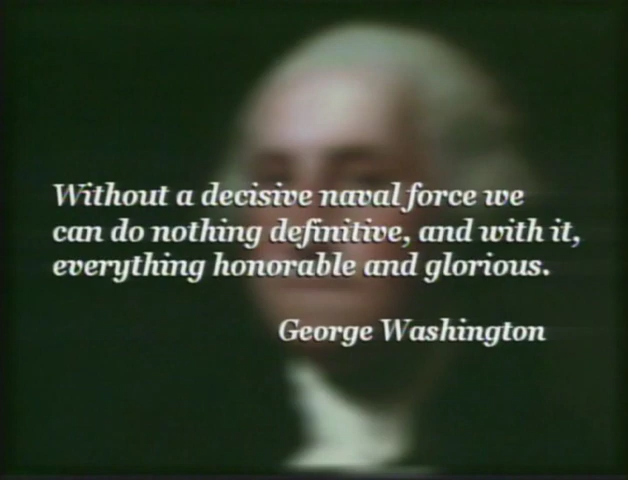 Without a decisive naval force we
can do nothing definitive, and with it,
everything honorable and glorious.
George Washington